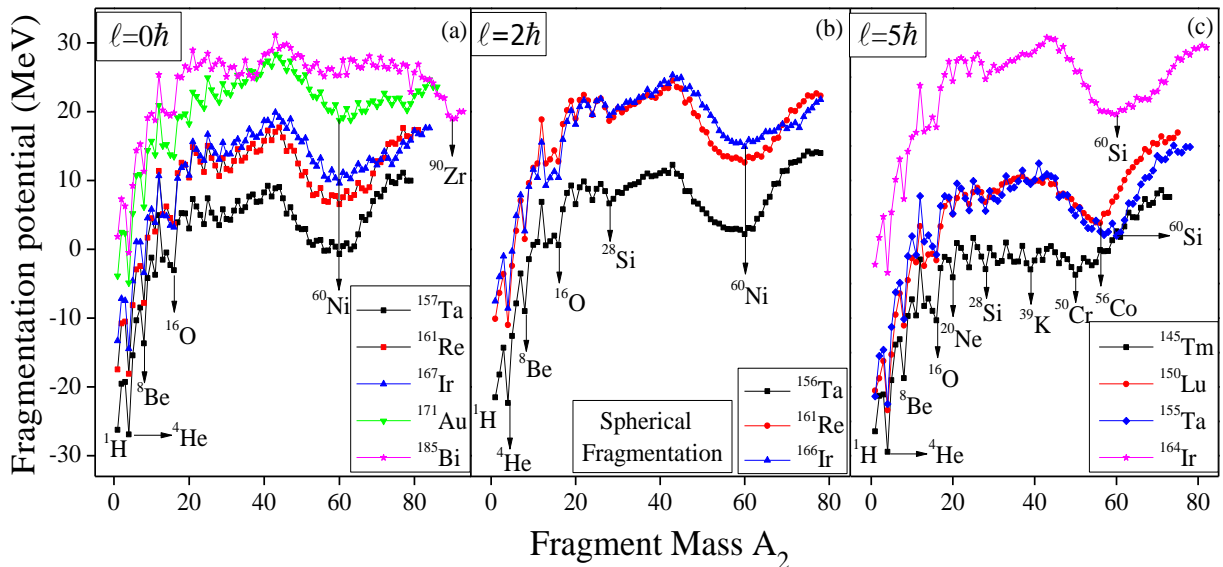 Fragmentation potential (MeV)
30
20
10
0
-10
-20
-30
ℓ=0ħ
(a)
⁹⁰Zr
⁶⁰Ni
¹⁶O
⁸Be
¹H
⁴He
¹⁵⁷Ta
¹⁶¹Re
¹⁶⁷Ir
¹⁷¹Au
¹⁸⁵Bi
0 20 40 60 80
ℓ=2ħ
(b)
²⁸Si
¹⁶O
⁶⁰Ni
⁸Be
¹H
⁴He
Spherical
Fragmentation
¹⁵⁶Ta
¹⁶¹Re
¹⁶⁶Ir
0 20 40 60 80
ℓ=5ħ
(c)
⁶⁰Si
⁶⁰Si
⁵⁶Co
⁵⁰Cr
³⁹K
²⁸Si
²⁰Ne
¹⁶O
⁸Be
¹H
⁴He
¹⁴⁵Tm
¹⁵⁰Lu
¹⁵⁵Ta
¹⁶⁴Ir
0 20 40 60 80
Fragment Mass A₂